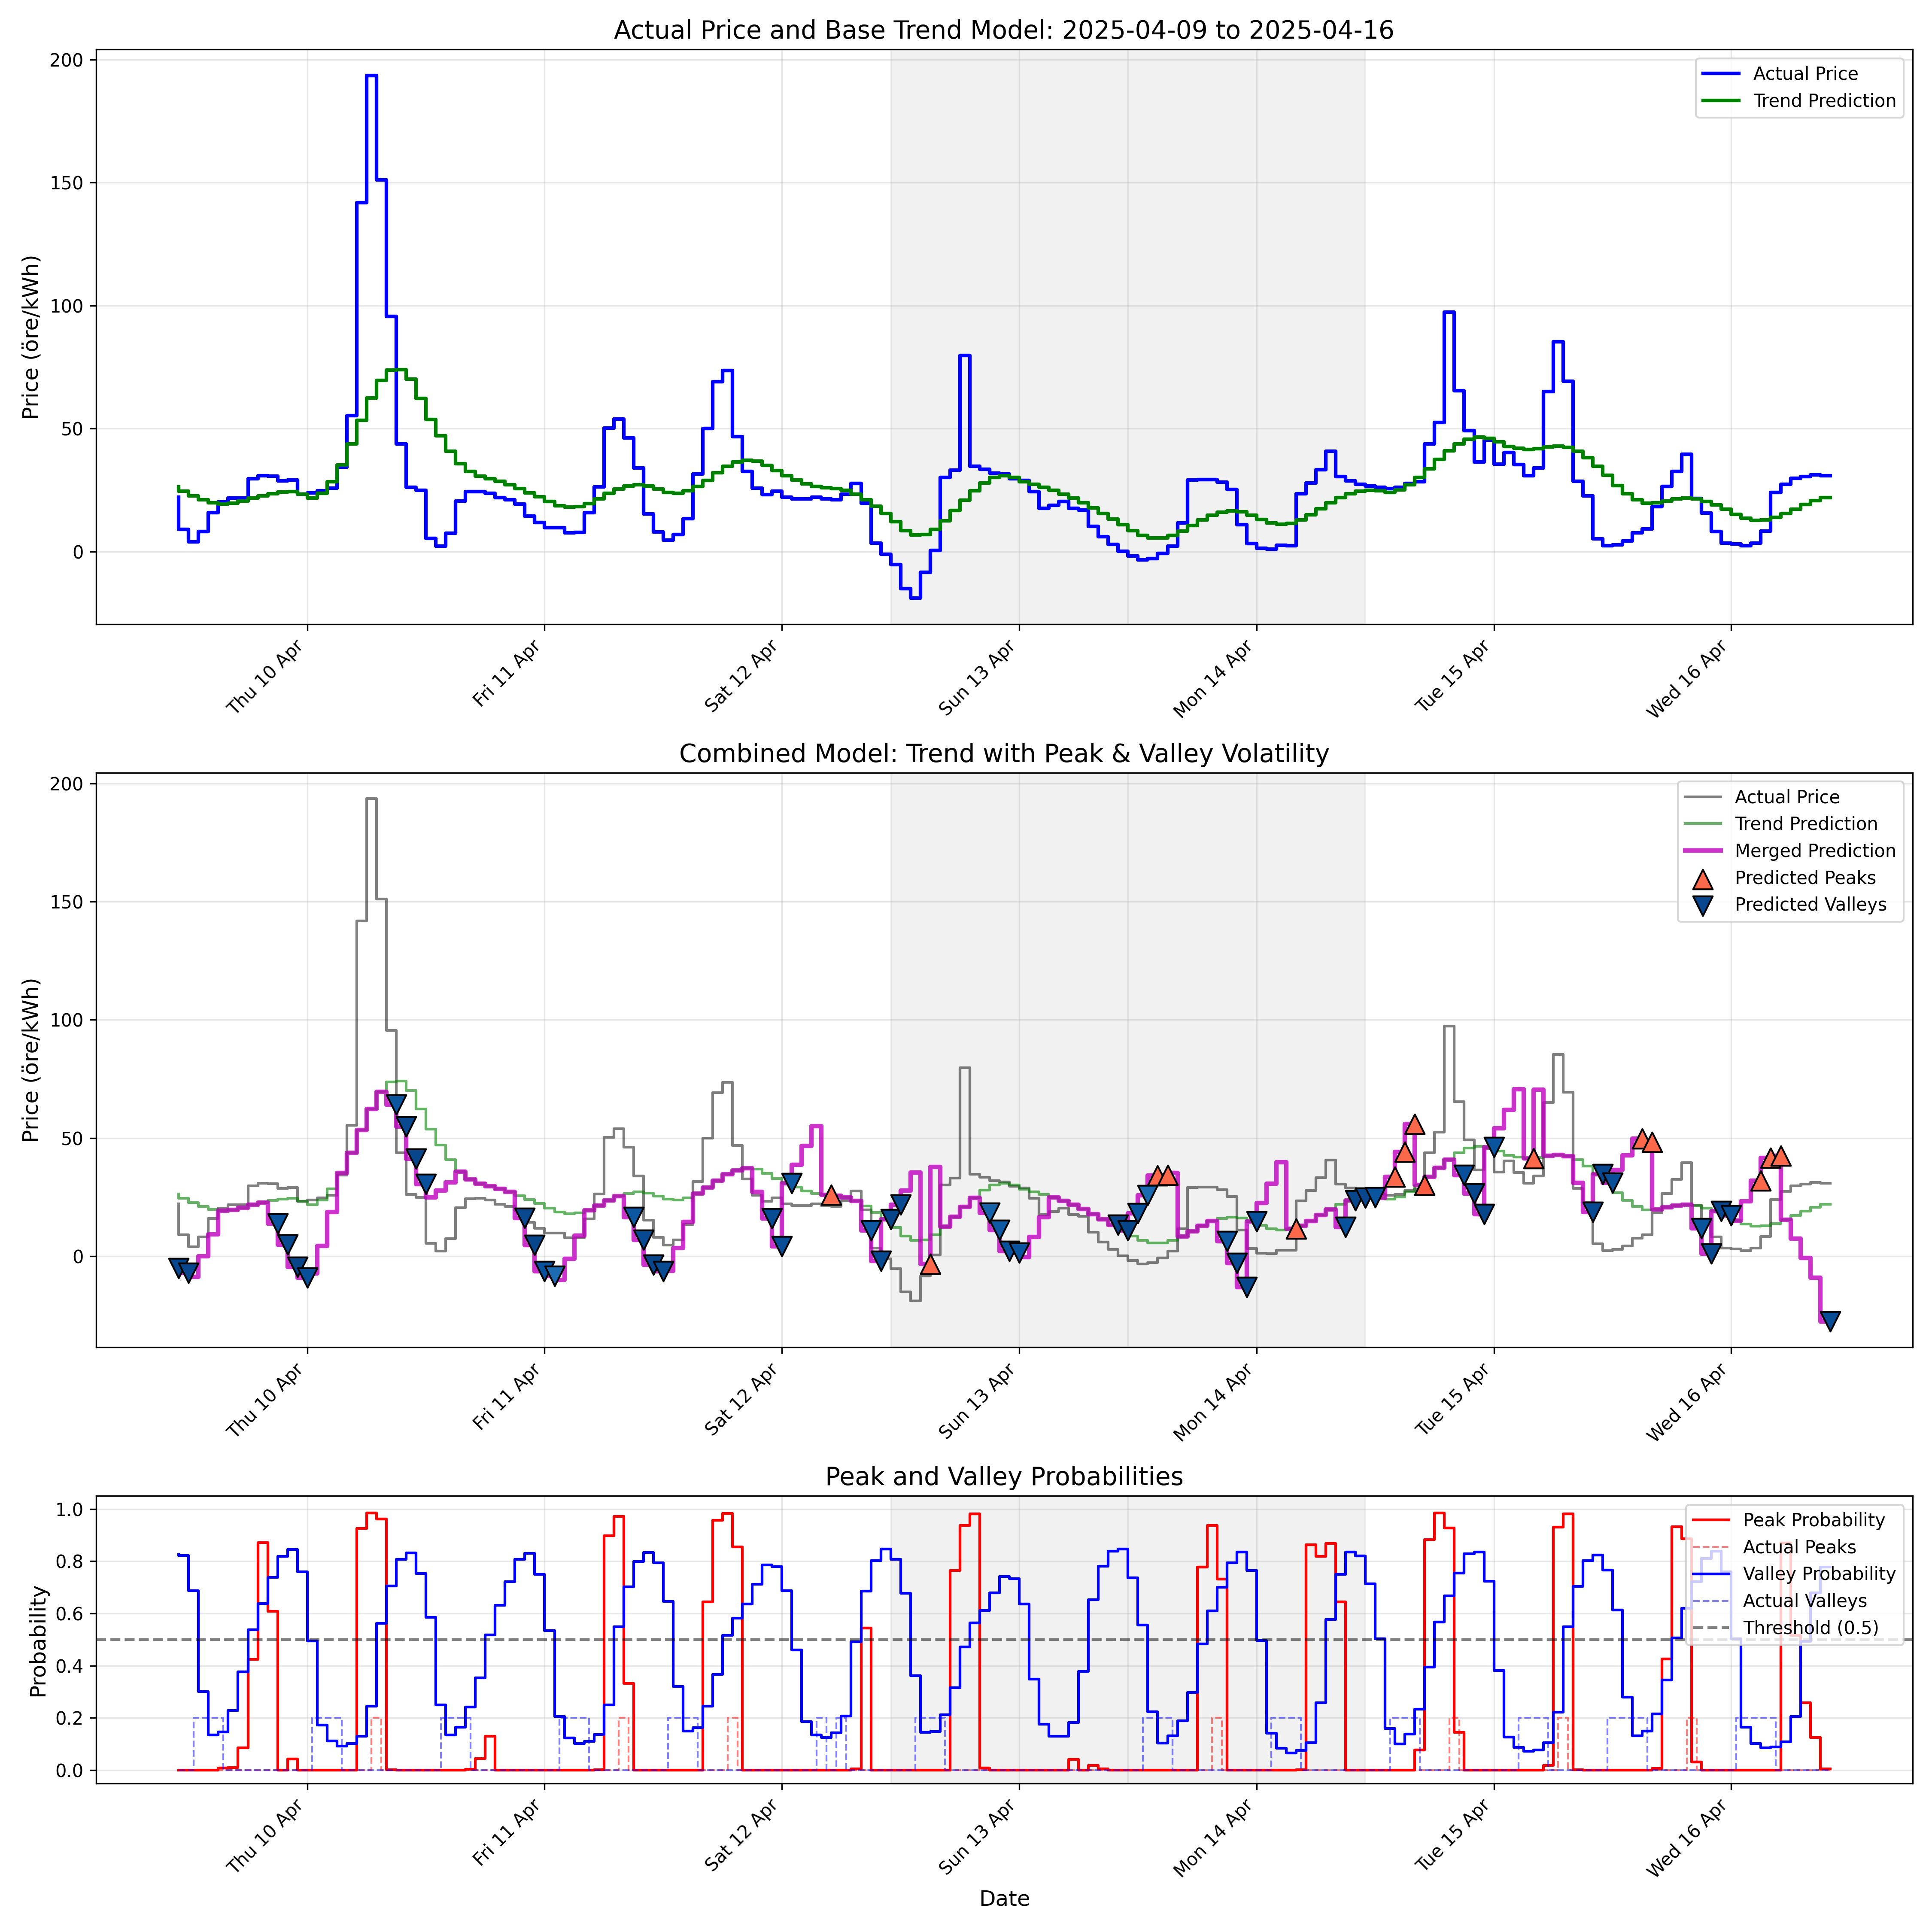 Actual Price and Base Trend Model: 2025-04-09 to 2025-04-16
Price (öre/kWh)
200
150
100
50
0
Actual Price
Trend Prediction
Thu 10 Apr
Fri 11 Apr
Sat 12 Apr
Sun 13 Apr
Mon 14 Apr
Tue 15 Apr
Wed 16 Apr
Combined Model: Trend with Peak & Valley Volatility
Price (öre/kWh)
200
150
100
50
0
Actual Price
Trend Prediction
Merged Prediction
Predicted Peaks
Predicted Valleys
Thu 10 Apr
Fri 11 Apr
Sat 12 Apr
Sun 13 Apr
Mon 14 Apr
Tue 15 Apr
Wed 16 Apr
Peak and Valley Probabilities
Probability
1.0
0.8
0.6
0.4
0.2
0.0
Peak Probability
Actual Peaks
Valley Probability
Actual Valleys
Threshold (0.5)
Thu 10 Apr
Fri 11 Apr
Sat 12 Apr
Sun 13 Apr
Mon 14 Apr
Tue 15 Apr
Wed 16 Apr
Date